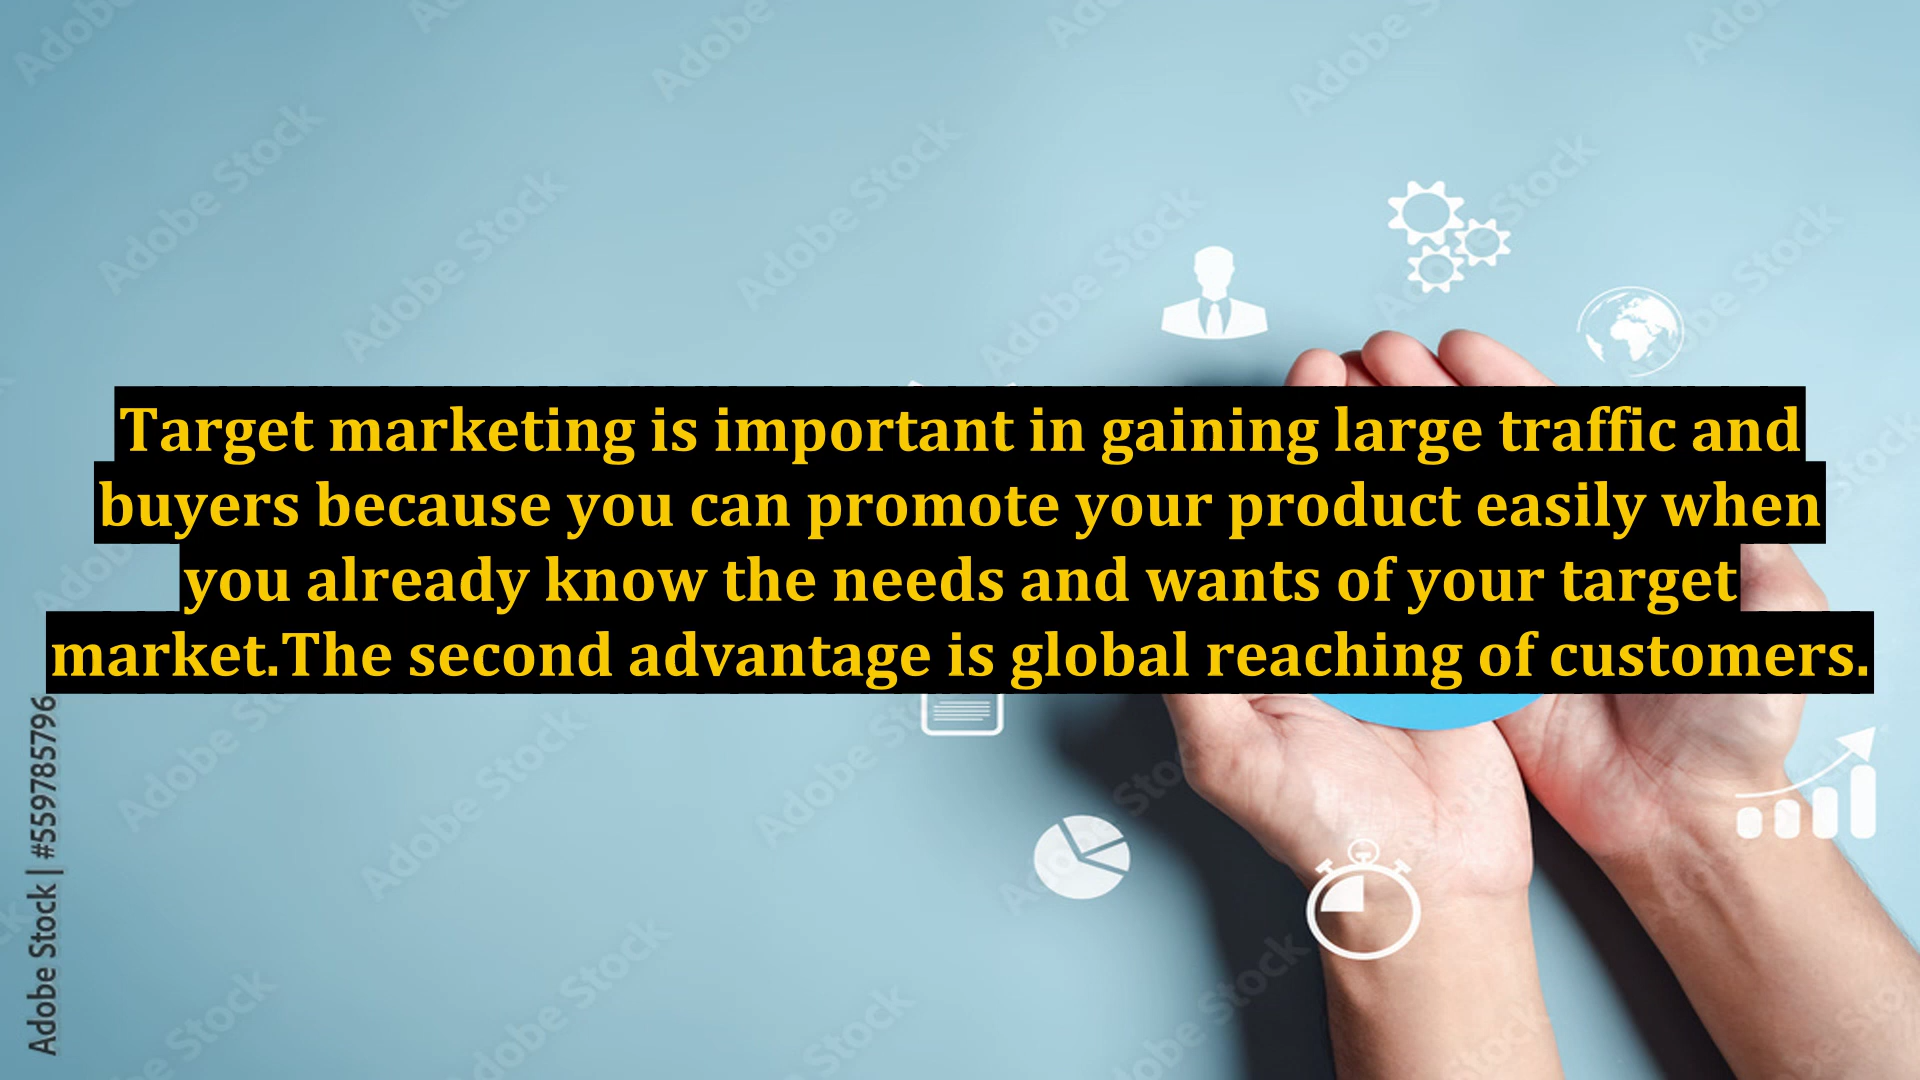 Target marketing is important in gaining large traffic and
buyers because you can promote your product easily when
you already know the needs and wants of your target
market.The second advantage is global reaching of customers.
Adobe Stock | #559785796
Adobe Stock